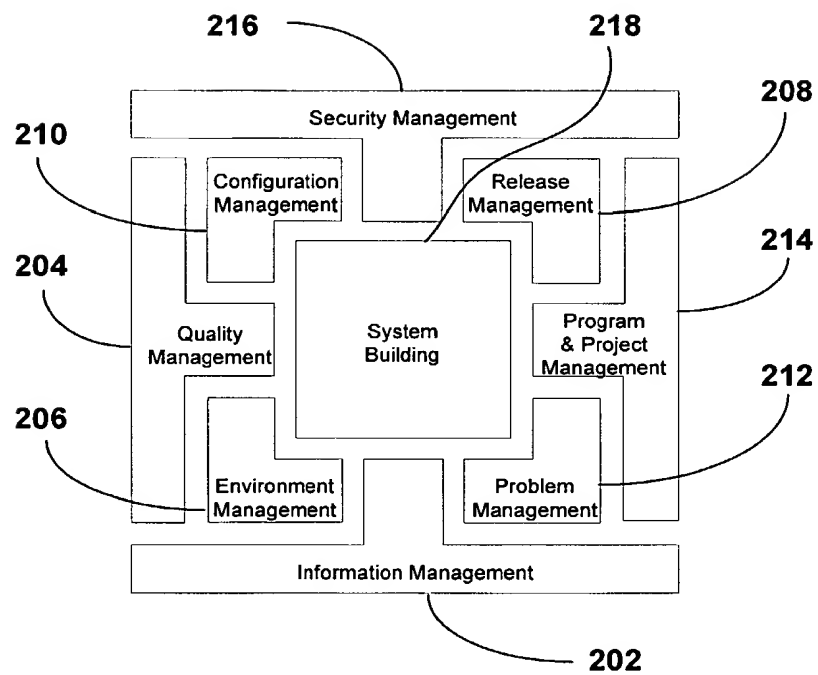 216
218
Security Management
208
210
Configuration
Management
Release
Management
204
214
Quality
Management
System
Building
Program
& Project
Management
206
212
Environment
Management
Problem
Management
Information Management
202